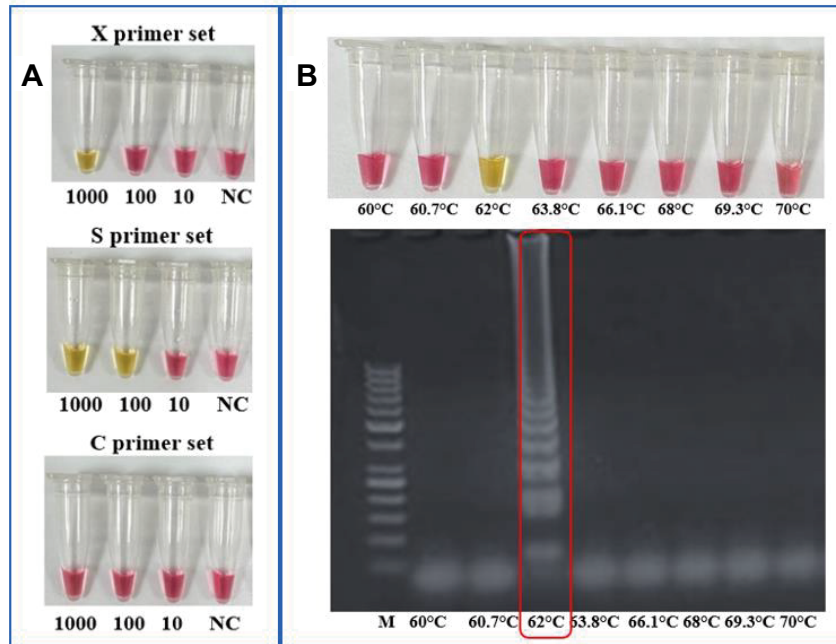 A
X primer set
1000 100 10 NC
S primer set
1000 100 10 NC
C primer set
1000 100 10 NC
B
60°C 60.7°C 62°C 63.8°C 66.1°C 68°C 69.3°C 70°C
M 60°C 60.7°C 62°C 63.8°C 66.1°C 68°C 69.3°C 70°C